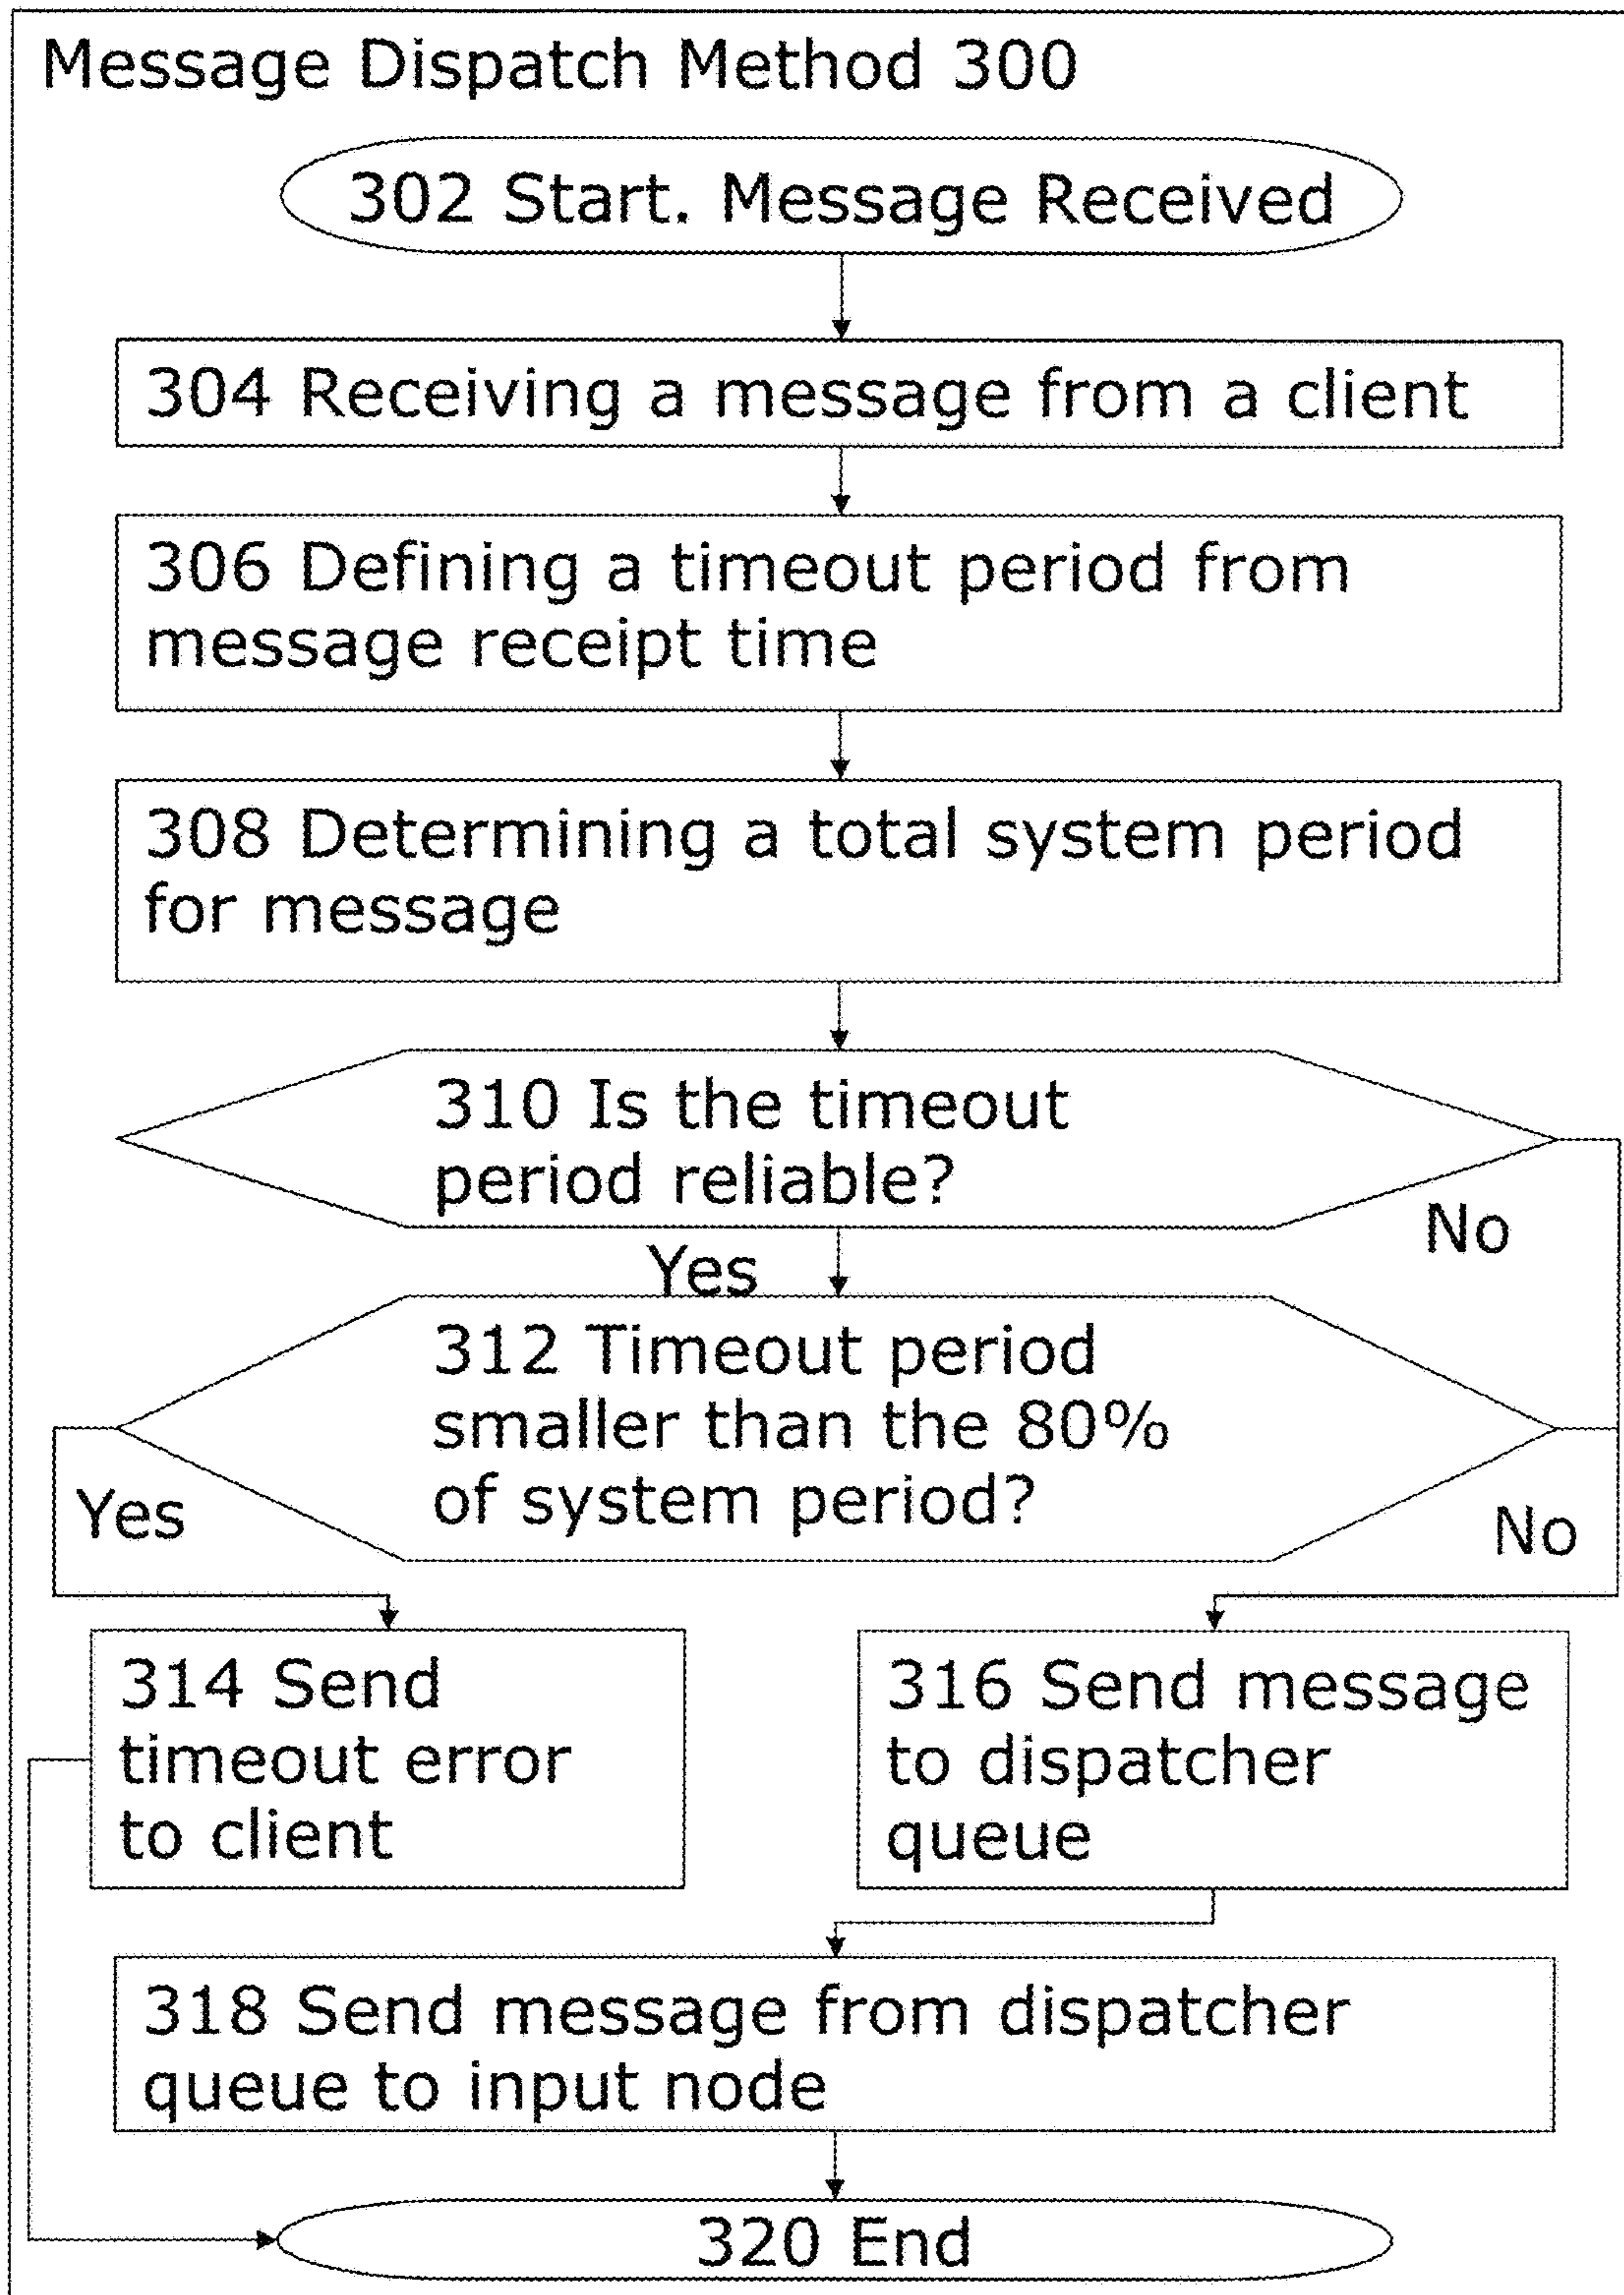 Message Dispatch Method 300
302 Start. Message Received
304 Receiving a message from a client
306 Defining a timeout period from
message receipt time
308 Determining a total system period
for message
310 Is the timeout
period reliable?
No
Yes
312 Timeout period
smaller than the 80%
of system period?
Yes
No
314 Send
timeout error
to client
316 Send message
to dispatcher
queue
318 Send message from dispatcher
queue to input node
320 End